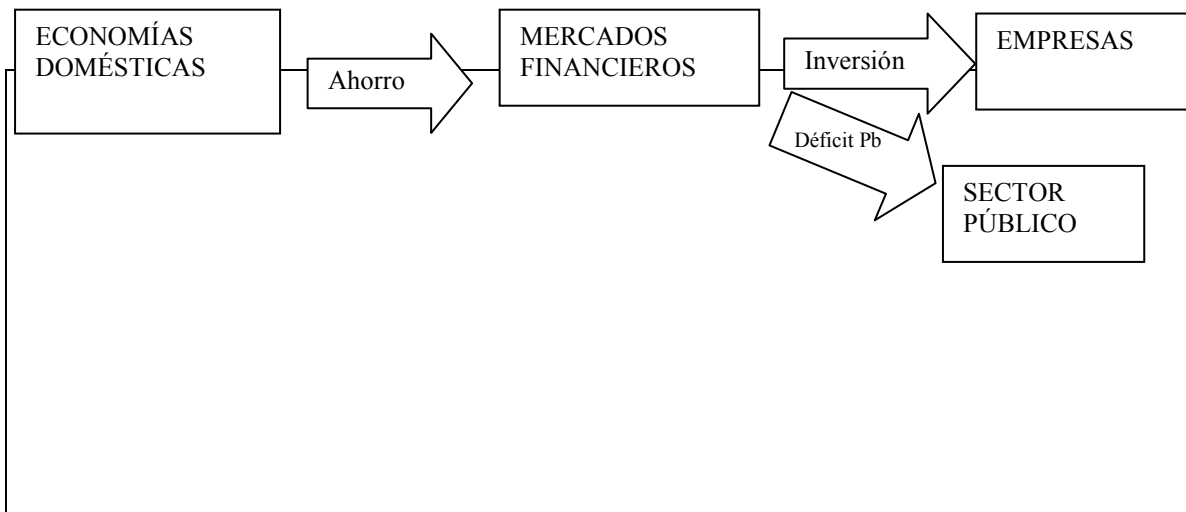 ECONOMÍAS
DOMÉSTICAS
Ahorro
MERCADOS
FINANCIEROS
Inversión
EMPRESAS
Déficit Pb
SECTOR
PÚBLICO